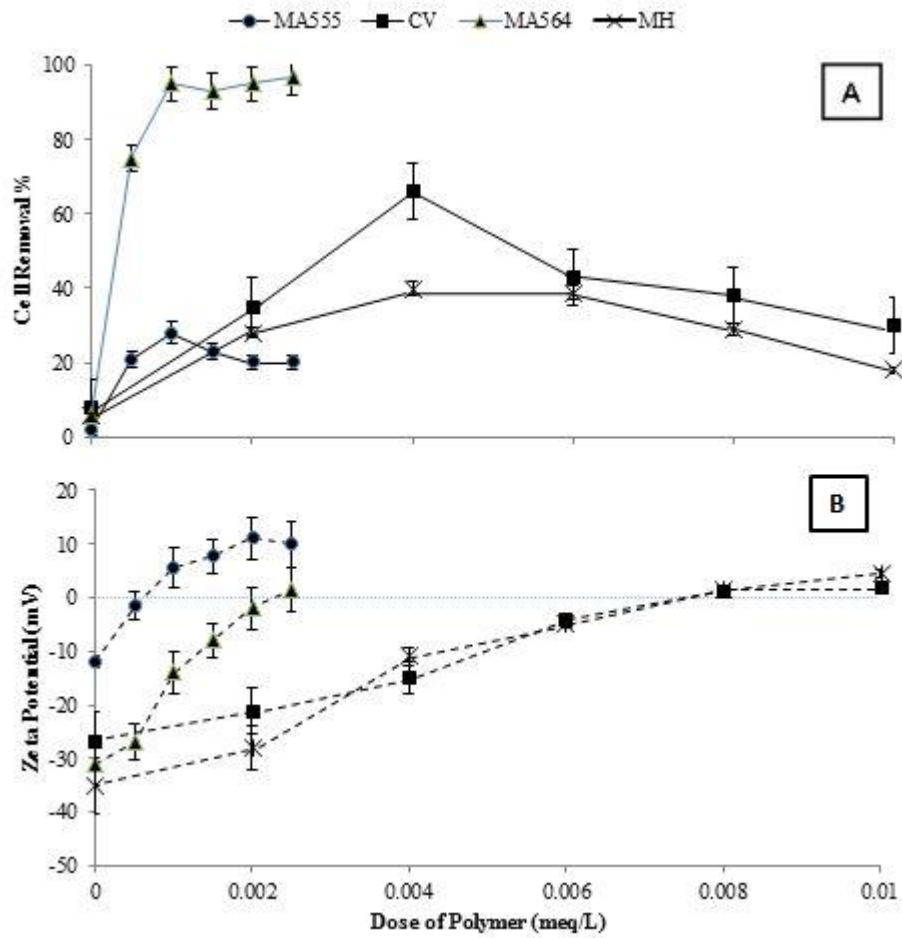 MA555 CV MA564 MH
A
100
80
60
40
20
0
Cell Removal %
B
20
10
0
-10
-20
-30
-40
-50
Zeta Potential (mV)
0 0.002 0.004 0.006 0.008 0.01
Dose of Polymer (meq/L)